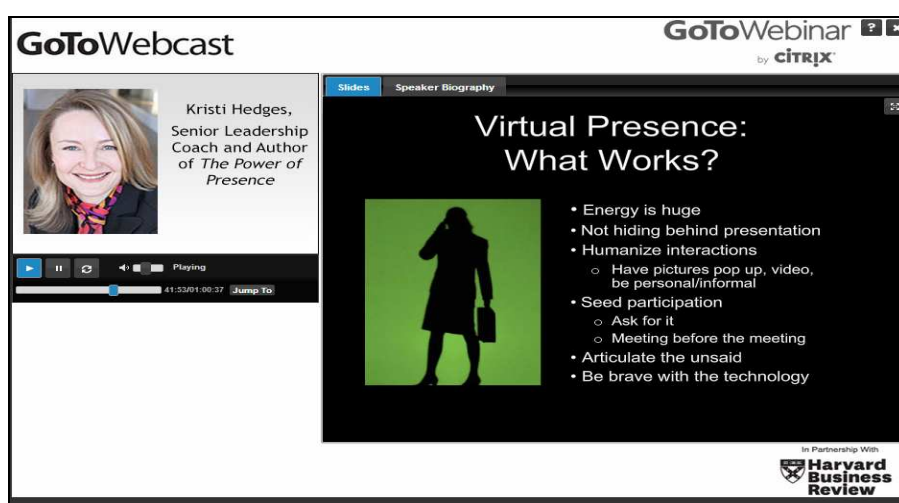 GoToWebcast
GoToWebinar
by CİTRIX
?
Kristi Hedges,
Senior Leadership
Coach and Author
of The Power of
Presence
Playing
41:53/01:00:37 Jump To
Slides Speaker Biography
Virtual Presence:
What Works?
• Energy is huge
• Not hiding behind presentation
• Humanize interactions
○ Have pictures pop up, video,
be personal/informal
• Seed participation
○ Ask for it
○ Meeting before the meeting
• Articulate the unsaid
• Be brave with the technology
In Partnership With
Harvard
Business
Review